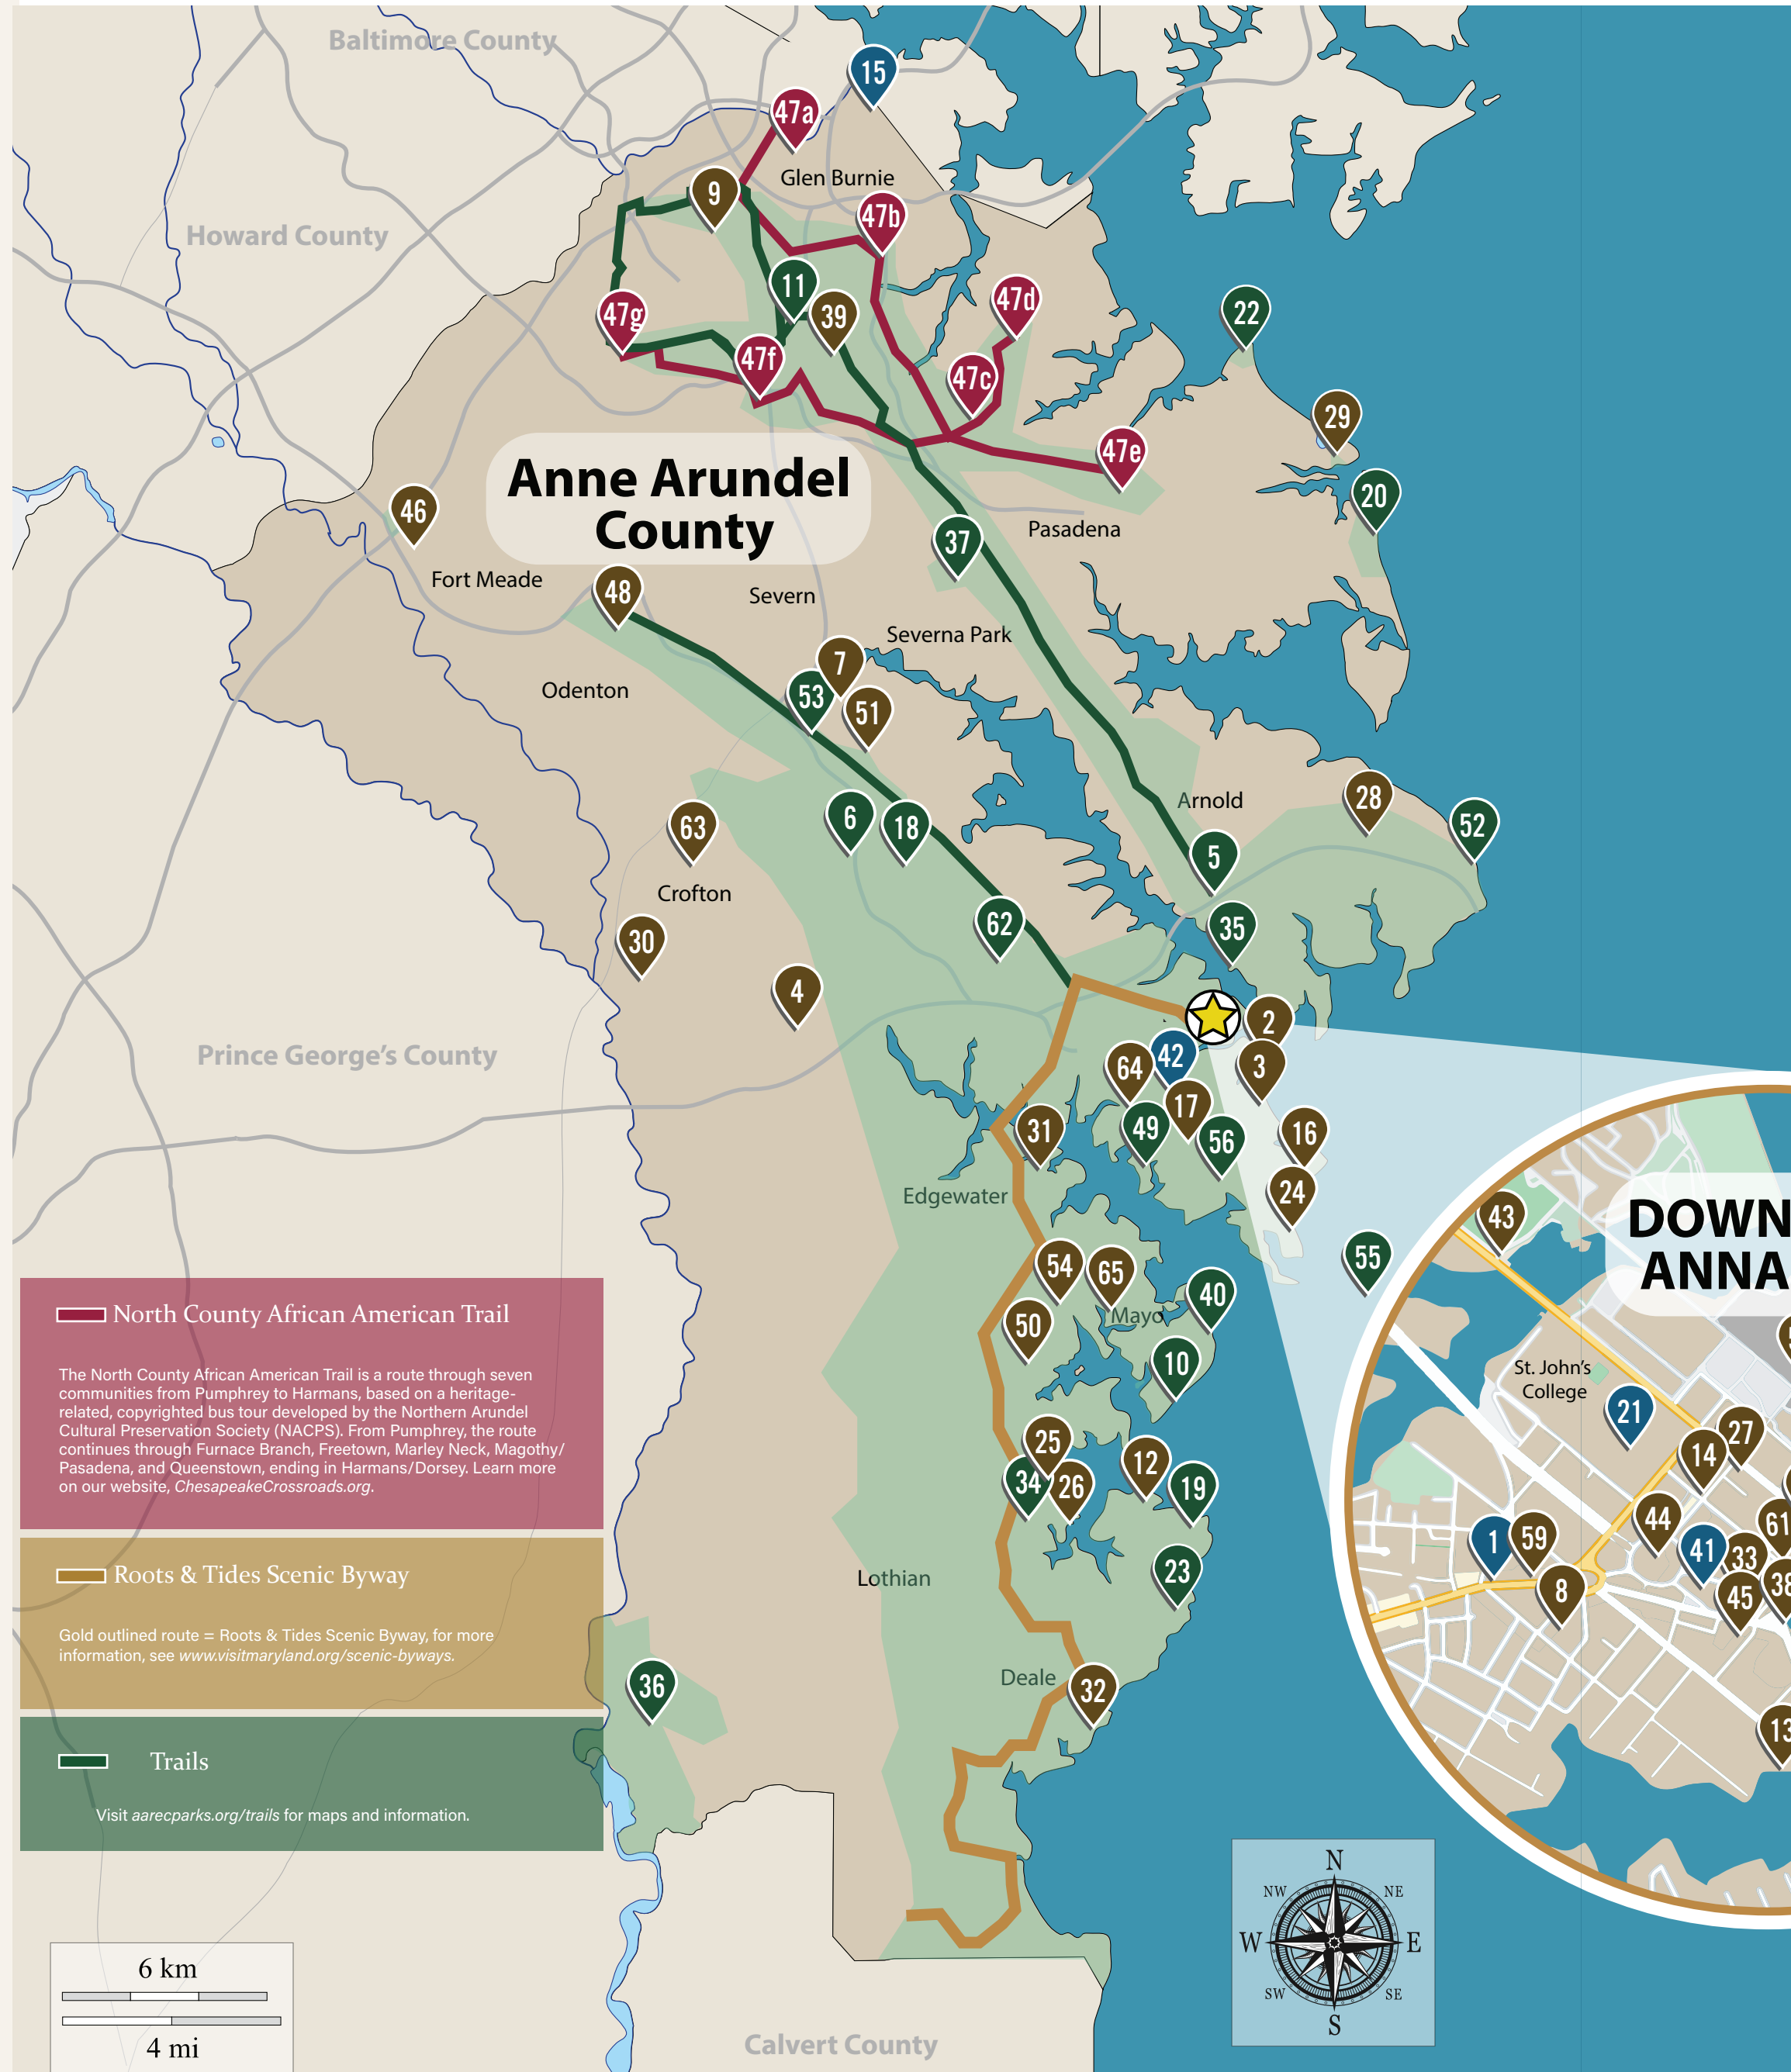 Baltimore County
15
47a
Glen Burnie
9
47b
Howard County
11
47d
22
47g
39
47f
47c
29
47e
20
Anne Arundel
County
46
Pasadena
37
Fort Meade
48
Severn
Severna Park
7
Odenton
53
51
28
Arnold
63
6
18
52
5
Crofton
62
35
30
4
2
Prince George's County
64
42
3
17
31
49
56
16
Edgewater
24
43
DOWN
ANNA
55
54
65
40
Mayo
50
10
St. John's
College
21
27
14
25
12
34
26
19
44
61
1
59
41
33
23
8
45
38
Lothian
Deale
32
36
13
North County African American Trail
The North County African American Trail is a route through seven
communities from Pumphrey to Harmans, based on a heritage-
related, copyrighted bus tour developed by the Northern Arundel
Cultural Preservation Society (NACPS). From Pumphrey, the route
continues through Furnace Branch, Freetown, Marley Neck, Magothy/
Pasadena, and Queenstown, ending in Harmans/Dorsey. Learn more
on our website, ChesapeakeCrossroads.org.
Roots & Tides Scenic Byway
Gold outlined route = Roots & Tides Scenic Byway, for more
information, see www.visitmaryland.org/scenic-byways.
Trails
Visit aarecparks.org/trails for maps and information.
N
NW
NE
W
E
SW
SE
S
6 km
4 mi
Calvert County